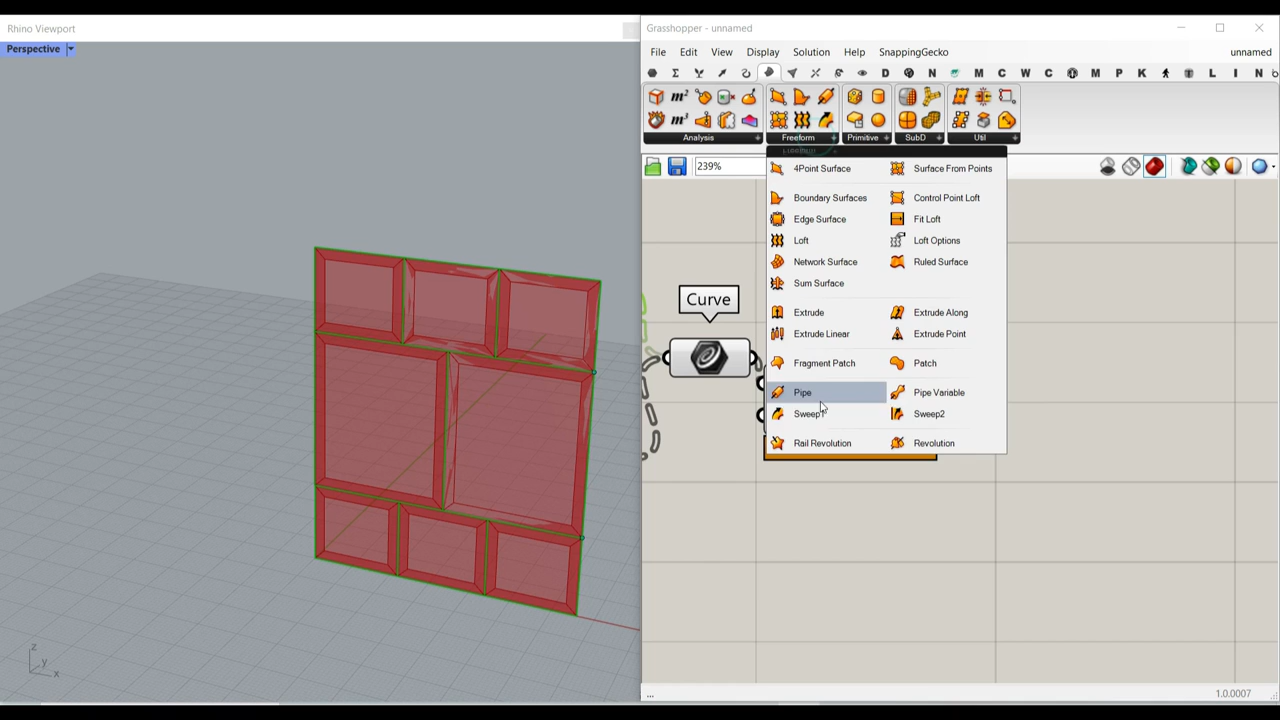 Rhino Viewport
Perspective
Grasshopper - unnamed
File Edit View Display Solution Help SnappingGecko unnamed
D N M C W C M P K L I N
m²
m³
Analysis Freeform Primitive SubD Util
239%
4Point Surface Surface From Points
Boundary Surfaces Control Point Loft
Edge Surface Fit Loft
Loft Loft Options
Network Surface Ruled Surface
Sum Surface
Extrude Extrude Along
Extrude Linear Extrude Point
Fragment Patch Patch
Pipe Pipe Variable
Sweep1 Sweep2
Rail Revolution Revolution
Curve
z
y
x
...
1.0.0007